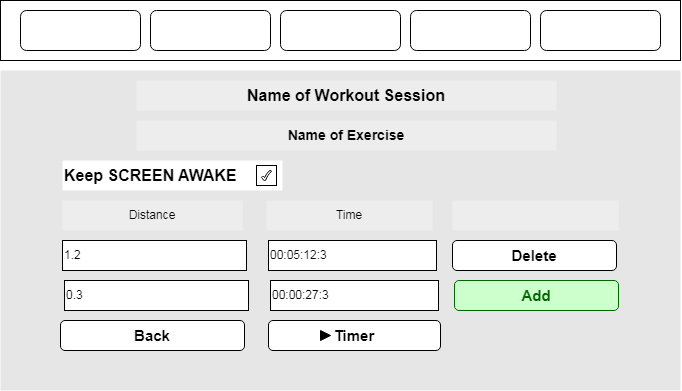 Name of Workout Session
Name of Exercise
Keep SCREEN AWAKE
Distance Time
1.2 00:05:12:3 Delete
0.3 00:00:27:3 Add
Back Timer